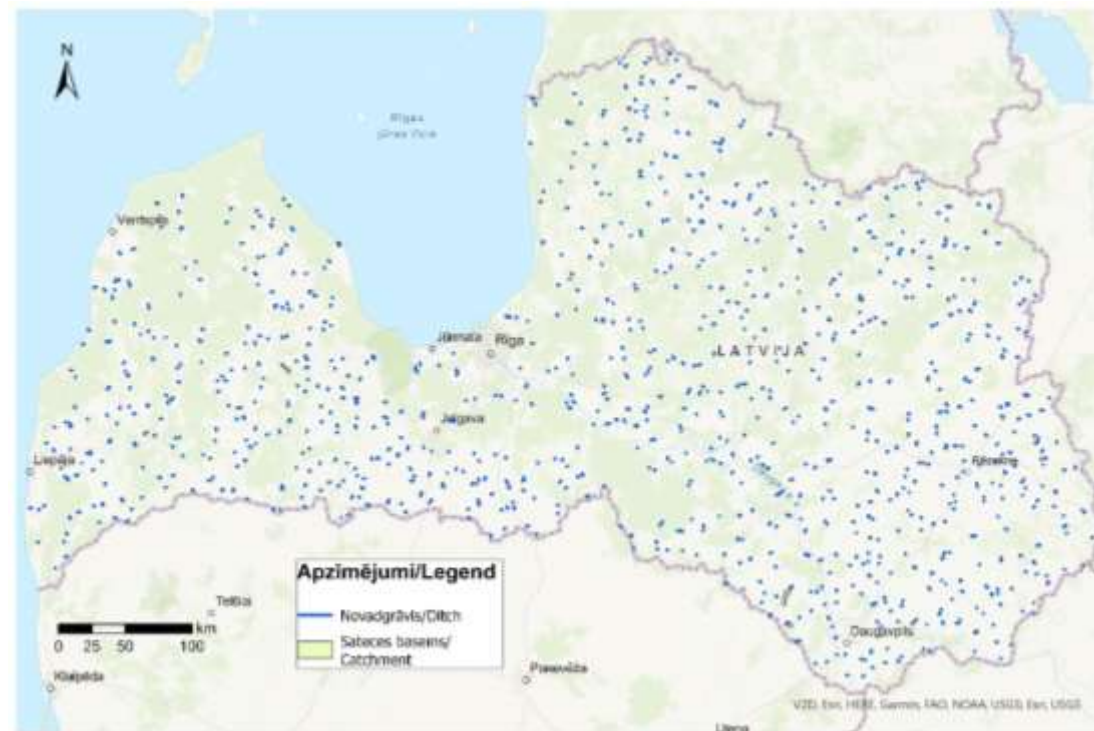 N
Rīgas
jūras līcis
Ventspils
Jūrmala
Rīga
LATVIJA
Jelgava
Liepāja
Rēzekne
Apzīmējumi/Legend
Novadgrāvis/Ditch
Sateces baseins/
Catchment
Telšiai
km
0 25 50 100
Daugavpils
Klaipėda
Panevėžys
Utena
VZD, Esri, HERE, Garmin, FAO, NOAA, USGS, Esri, USGS